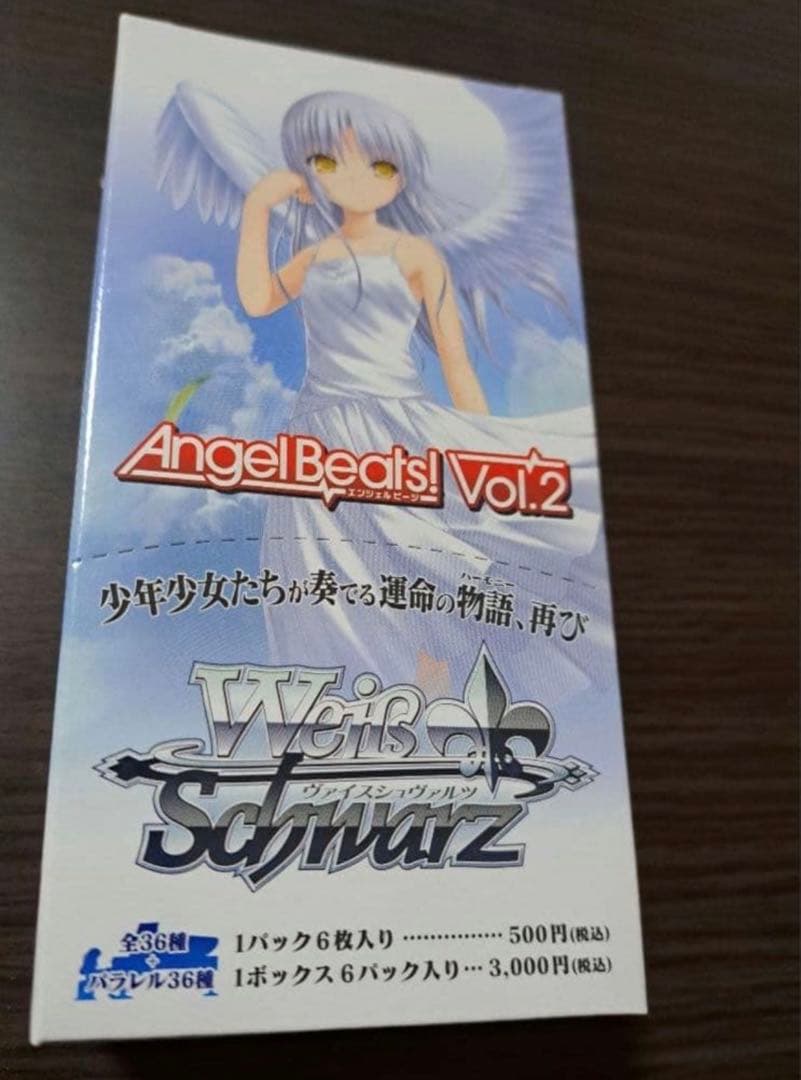 Angel Beats! Vol.2
エンジェルビーツ
ハーモニー
少年少女たちが奏でる運命の物語、再び
Weiß
ヴァイスシュヴァルツ
Schwarz
全36種
+
パラレル36種
1パック6枚入り …………… 500円(税込)
1ボックス6パック入り… 3,000円(税込)